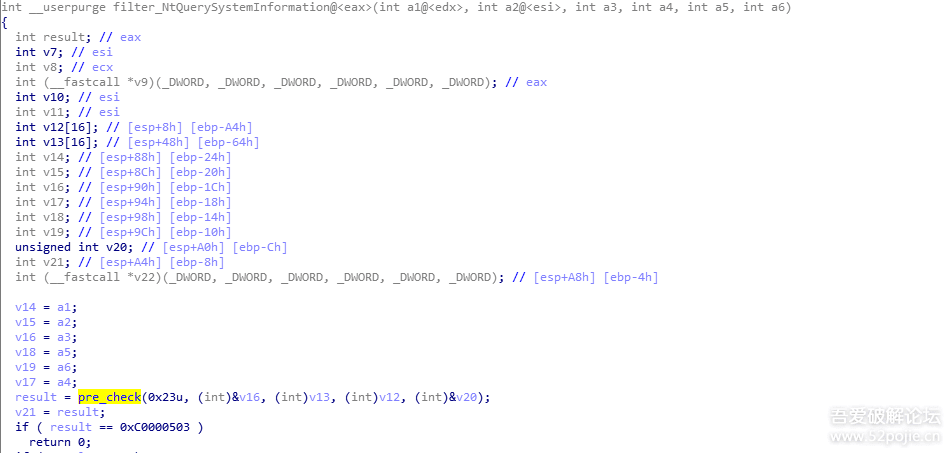 int __userpurge filter_NtQuerySystemInformation@<eax>(int a1@<edx>, int a2@<esi>, int a3, int a4, int a5, int a6)
{
int result; // eax
int v7; // esi
int v8; // ecx
int (__fastcall *v9)(_DWORD, _DWORD, _DWORD, _DWORD, _DWORD, _DWORD); // eax
int v10; // esi
int v11; // esi
int v12[16]; // [esp+8h] [ebp-A4h]
int v13[16]; // [esp+48h] [ebp-64h]
int v14; // [esp+88h] [ebp-24h]
int v15; // [esp+8Ch] [ebp-20h]
int v16; // [esp+90h] [ebp-1Ch]
int v17; // [esp+94h] [ebp-18h]
int v18; // [esp+98h] [ebp-14h]
int v19; // [esp+9Ch] [ebp-10h]
unsigned int v20; // [esp+A0h] [ebp-Ch]
int v21; // [esp+A4h] [ebp-8h]
int (__fastcall *v22)(_DWORD, _DWORD, _DWORD, _DWORD, _DWORD, _DWORD); // [esp+A8h] [ebp-4h]
v14 = a1;
v15 = a2;
v16 = a3;
v18 = a5;
v19 = a6;
v17 = a4;
result = pre_check(0x23u, (int)&v16, (int)v13, (int)v12, (int)&v20);
v21 = result;
if ( result == 0xC0000503 )
return 0;
吾爱破解论坛
www.52pojie.cn